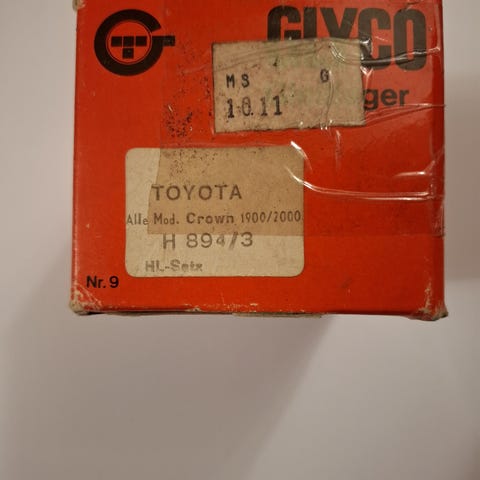 GLYCO
MS G
10.11
ger
TOYOTA
Alle Mod. Crown 1900/2000
H 894/3
HL-Satz
Nr. 9